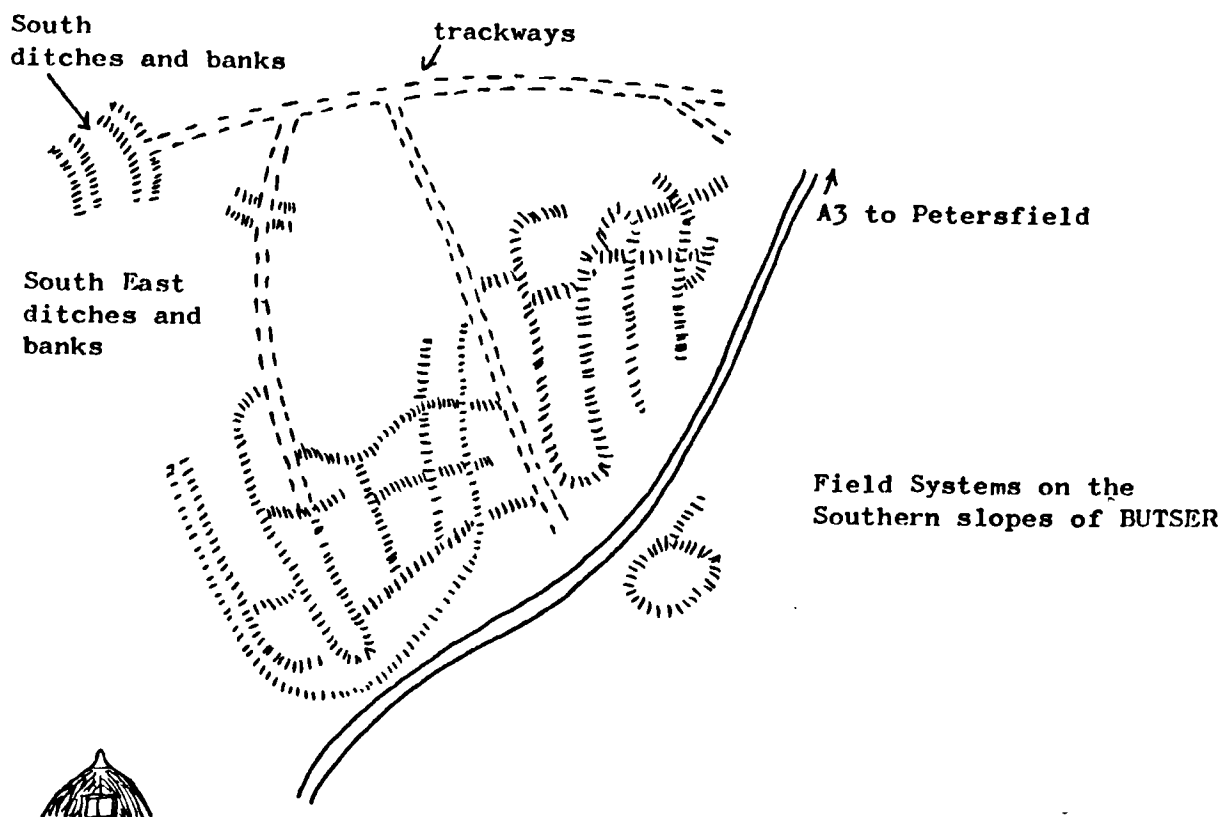 South
ditches and banks
trackways
A3 to Petersfield
South East
ditches and
banks
Field Systems on the
Southern slopes of BUTSER